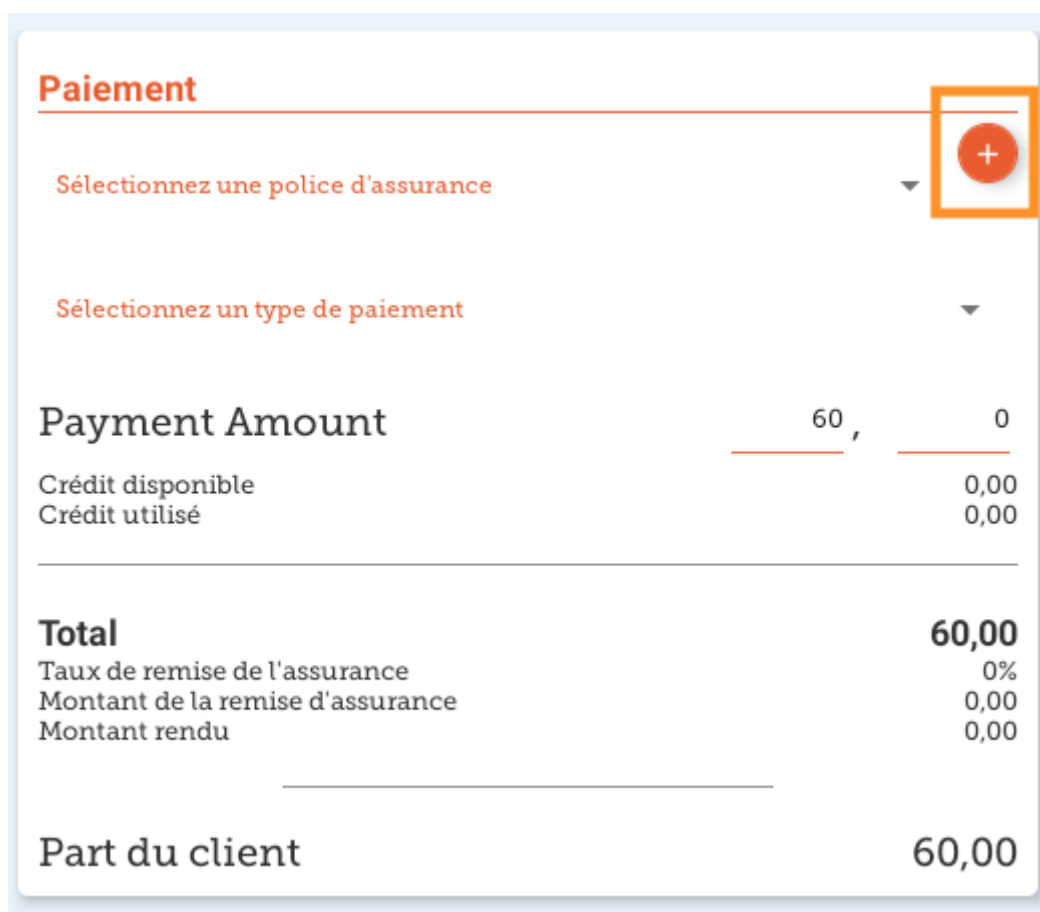 Paiement
+
Sélectionnez une police d'assurance
Sélectionnez un type de paiement
Payment Amount 60 , 0
Crédit disponible 0,00
Crédit utilisé 0,00
Total 60,00
Taux de remise de l'assurance 0%
Montant de la remise d'assurance 0,00
Montant rendu 0,00
Part du client 60,00